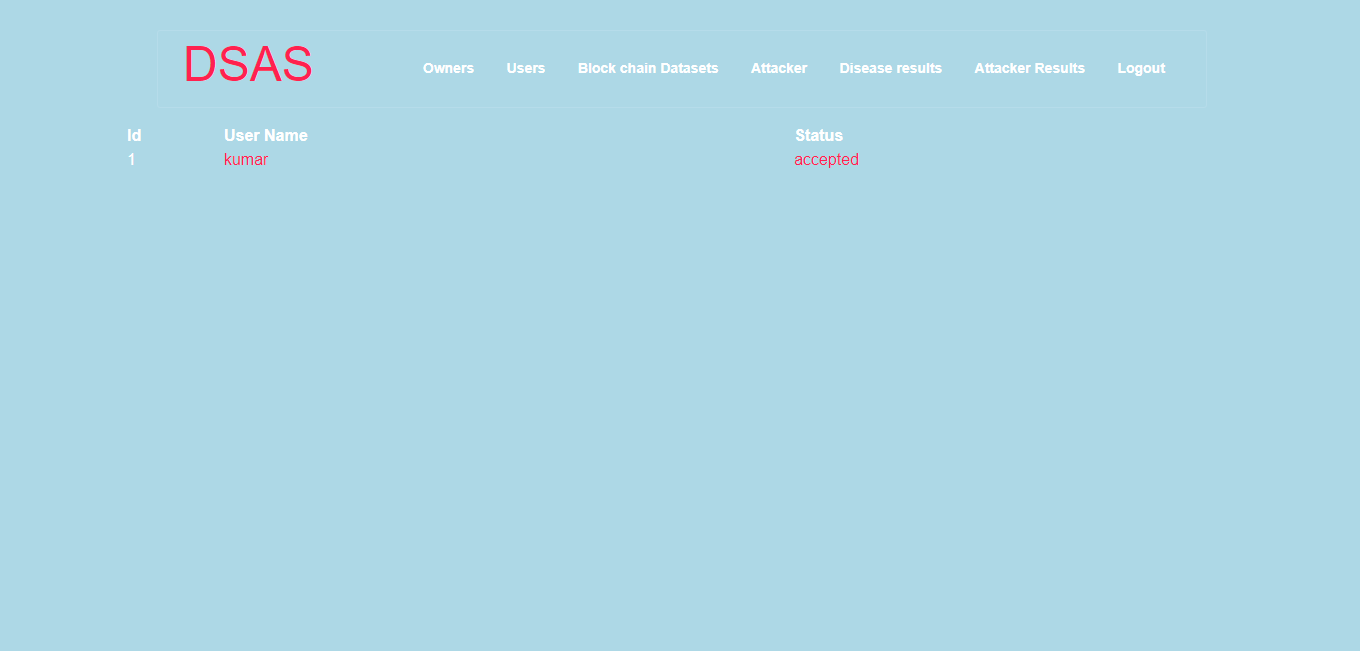 DSAS Owners Users Block chain Datasets Attacker Disease results Attacker Results Logout
Id User Name Status
1 kumar accepted